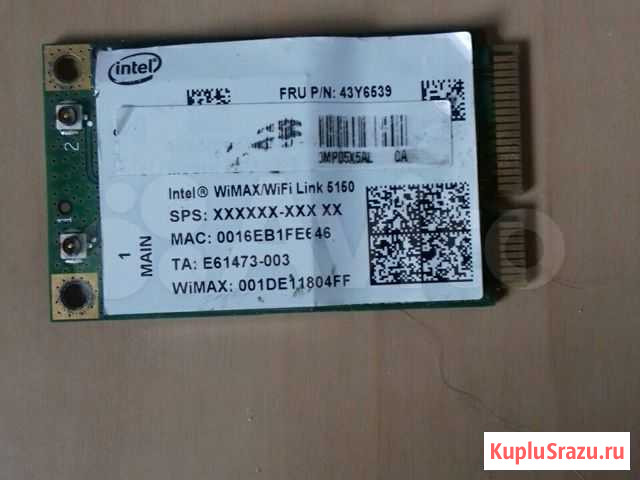 intel
FRU P/N: 43Y6539
2
Intel® WiMAX/WiFi Link 5150
SPS: XXXXXX-XXX XX
MAC: 0016EB1FE646
TA: E61473-003
WiMAX: 001DE11804FF
1
MAIN
1
KupluSrazu.ru